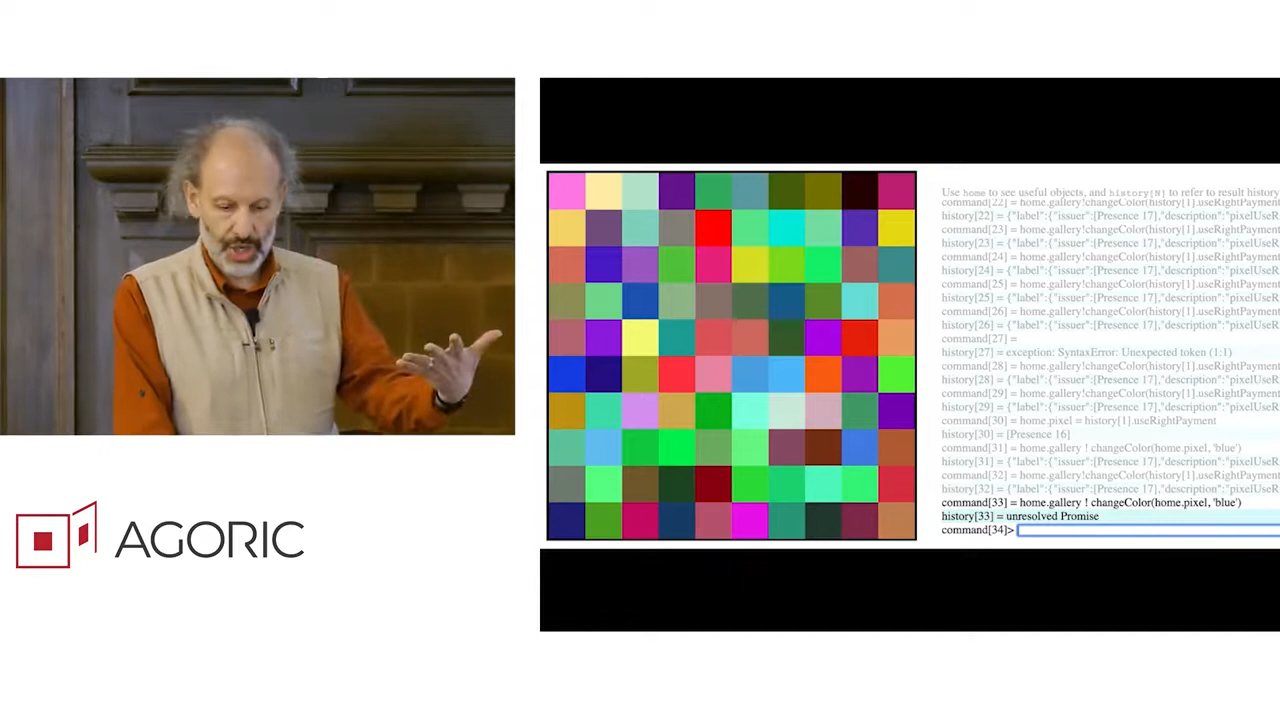 AGORIC
Use home to see useful objects, and history[N] to refer to result history
command[22] = home.gallery!changeColor(history[1].useRightPayment
history[22] = {"label":{"issuer":[Presence 17],"description":"pixelUseR
command[23] = home.gallery!changeColor(history[1].useRightPayment
history[23] = {"label":{"issuer":[Presence 17],"description":"pixelUseR
command[24] = home.gallery!changeColor(history[1].useRightPayment
history[24] = {"label":{"issuer":[Presence 17],"description":"pixelUseR
command[25] = home.gallery!changeColor(history[1].useRightPayment
history[25] = {"label":{"issuer":[Presence 17],"description":"pixelUseR
command[26] = home.gallery!changeColor(history[1].useRightPayment
history[26] = {"label":{"issuer":[Presence 17],"description":"pixelUseR
command[27] =
history[27] = exception: SyntaxError: Unexpected token (1:1)
command[28] = home.gallery!changeColor(history[1].useRightPayment
history[28] = {"label":{"issuer":[Presence 17],"description":"pixelUseR
command[29] = home.gallery!changeColor(history[1].useRightPayment
history[29] = {"label":{"issuer":[Presence 17],"description":"pixelUseR
command[30] = home.pixel = history[1].useRightPayment
history[30] = [Presence 16]
command[31] = home.gallery ! changeColor(home.pixel, 'blue')
history[31] = {"label":{"issuer":[Presence 17],"description":"pixelUseR
command[32] = home.gallery!changeColor(history[1].useRightPayment
history[32] = {"label":{"issuer":[Presence 17],"description":"pixelUseR
command[33] = home.gallery ! changeColor(home.pixel, 'blue')
history[33] = unresolved Promise
command[34]>